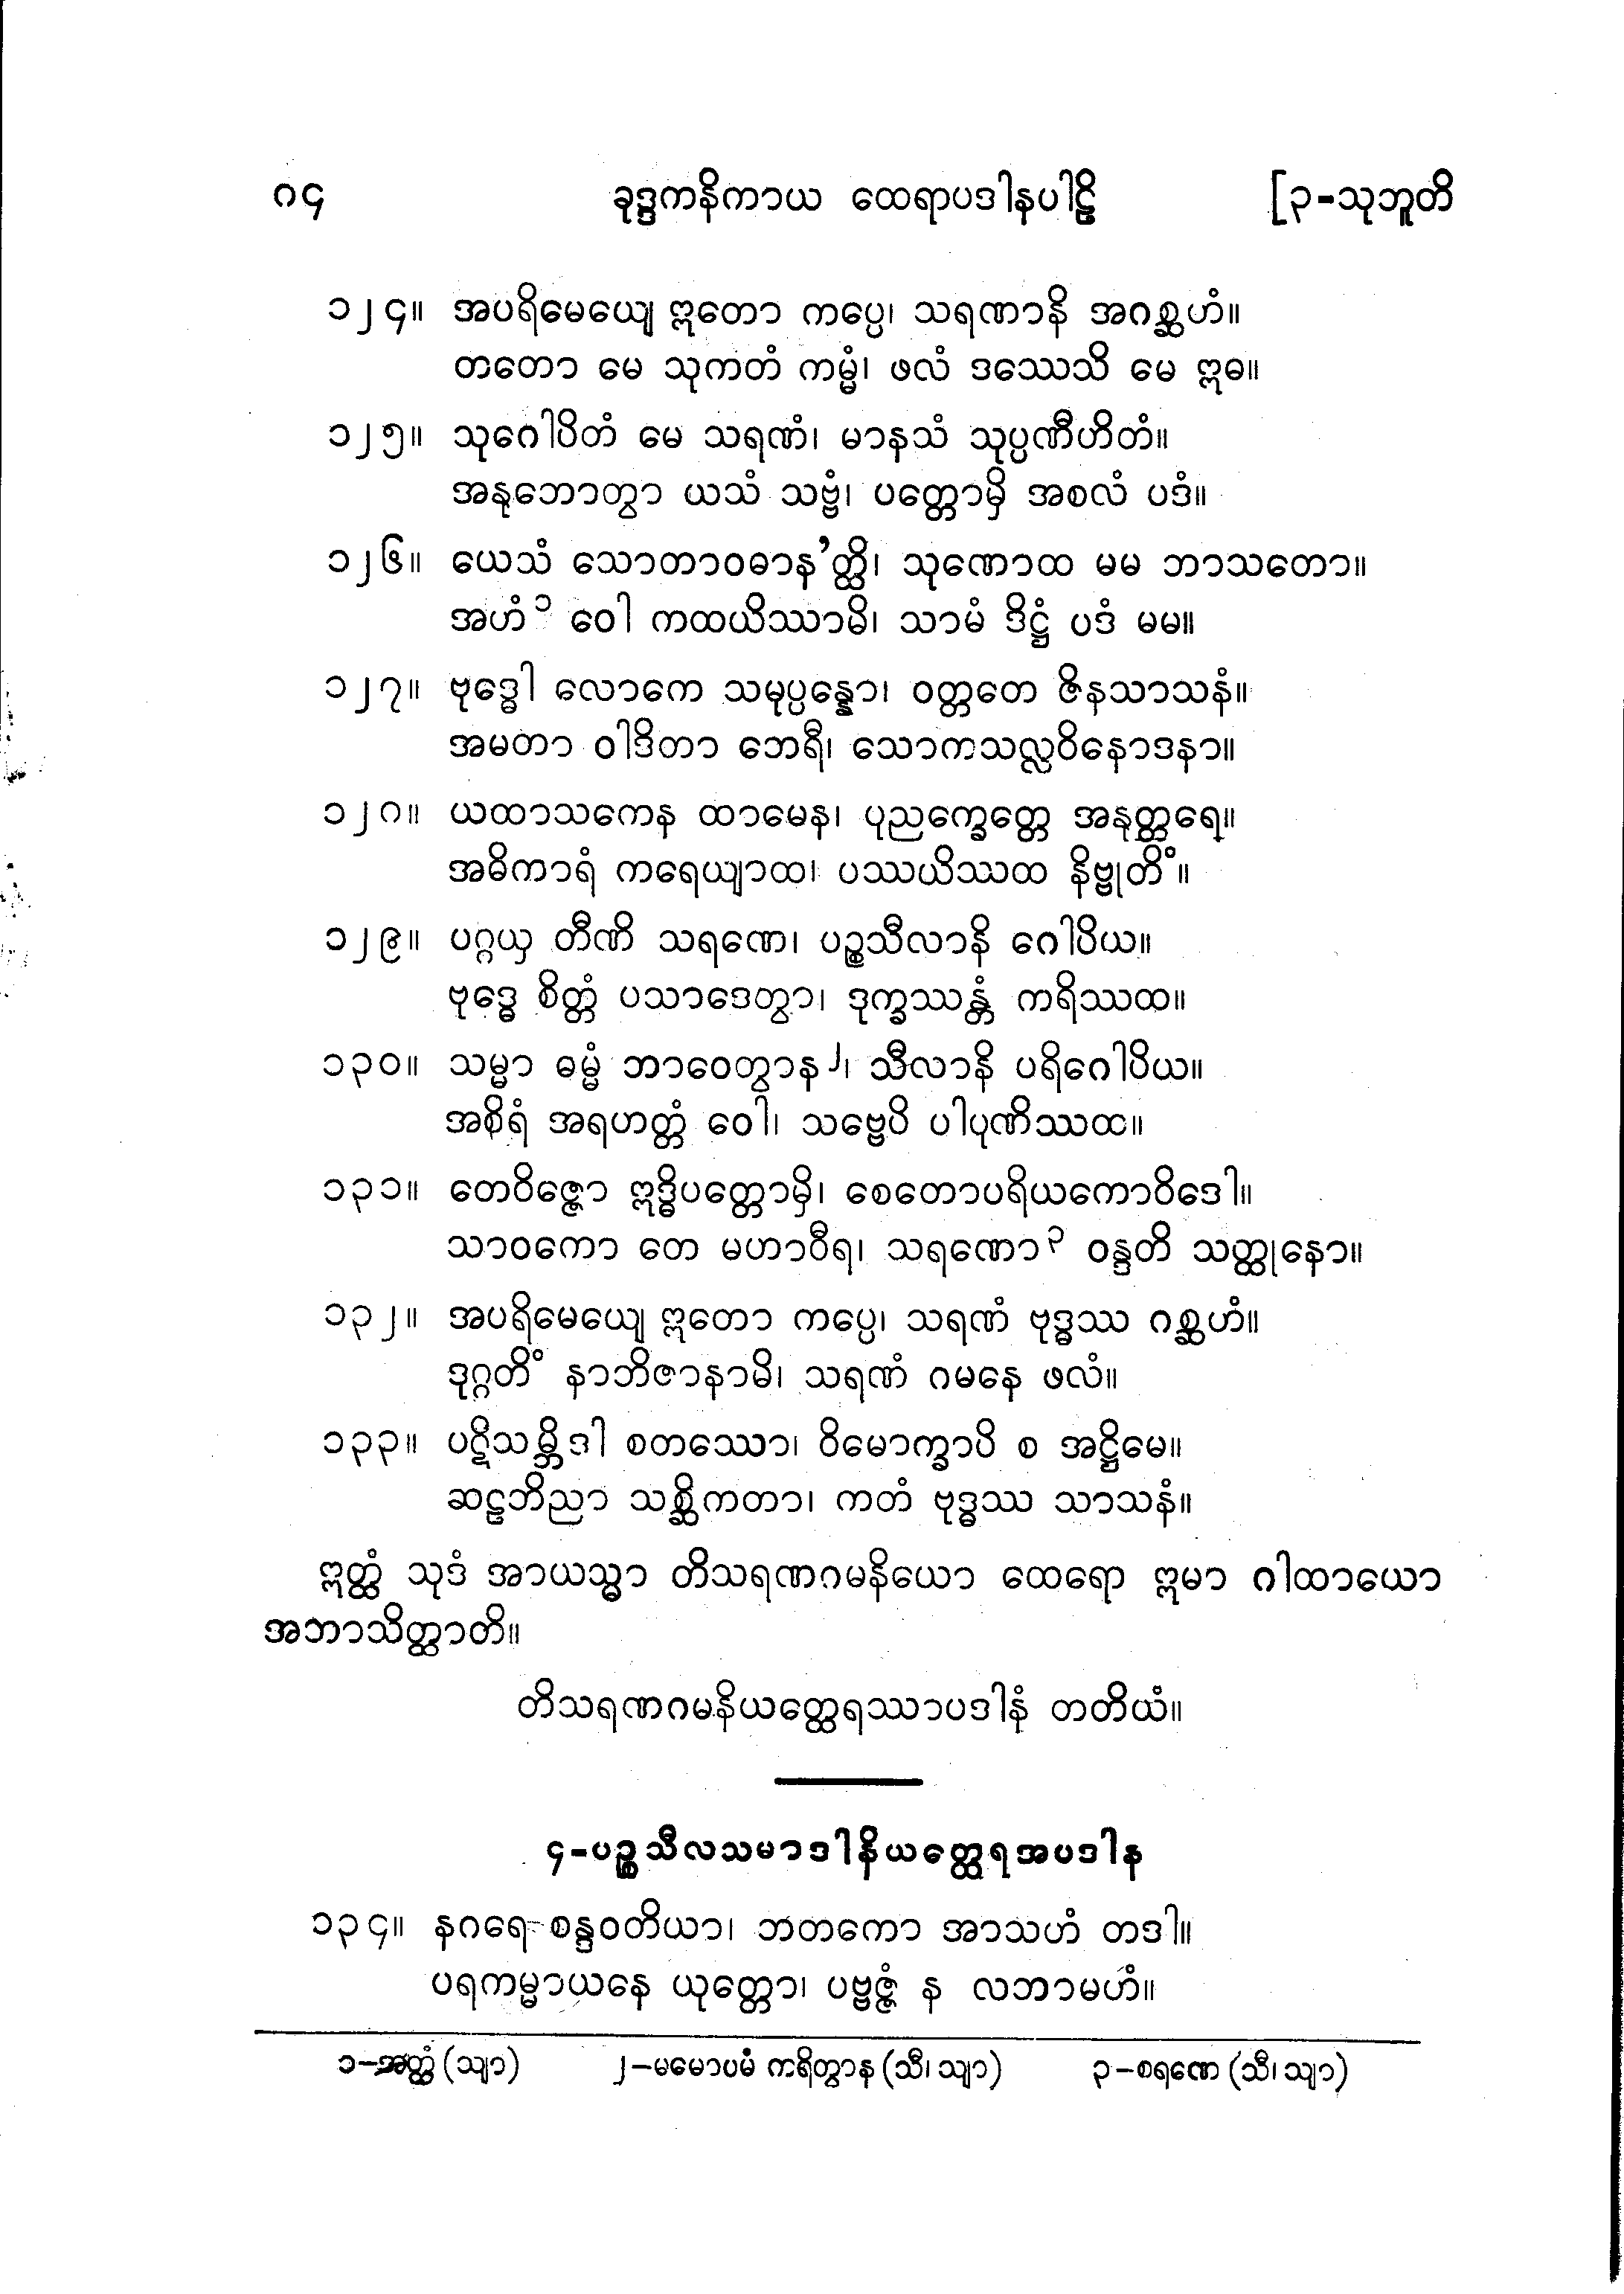 ၈၄ ခုဒ္ဒကနိကာယ ထေရာပဒါနပါဠိ [၃-သုဘူတိ
၁၂၄။ အပရိမေယျေ ဣတော ကပ္ပေ၊ သရဏာနိ အဂစ္ဆဟံ။
တတော မေ သုကတံ ကမ္မံ၊ ဖလံ ဒဿေသိ မေ ဣဓ။
၁၂၅။ သုဂေါပိတံ မေ သရဏံ၊ မာနသံ သုပ္ပဏီဟိတံ။
အနုဘောတွာ ယသံ သဗ္ဗံ၊ ပတ္တောမှိ အစလံ ပဒံ။
၁၂၆။ ယေသံ သောတာဝဓာန’တ္ထိ၊ သုဏောထ မမ ဘာသတော။
အဟံ၁ ဝေါ ကထယိဿာမိ၊ သာမံ ဒိဋ္ဌံ ပဒံ မမ။
၁၂၇။ ဗုဒ္ဓေါ လောကေ သမုပ္ပန္နော၊ ဝတ္တတေ ဇိနသာသနံ။
အမတာ ဝါဒိတာ ဘေရီ၊ သောကသလ္လဝိနောဒနာ။
၁၂၈။ ယထာသကေန ထာမေန၊ ပုညက္ခေတ္တေ အနုတ္တရေ။
အဓိကာရံ ကရေယျာထ၊ ပဿယိဿထ နိဗ္ဗုတိံ။
၁၂၉။ ပဂ္ဂယှ တီဏိ သရဏေ၊ ပဉ္စသီလာနိ ဂေါပိယ။
ဗုဒ္ဓေ စိတ္တံ ပသာဒေတွာ၊ ဒုက္ခဿန္တံ ကရိဿထ။
၁၃၀။ သမ္မာ ဓမ္မံ ဘာဝေတွာန၂၊ သီလာနိ ပရိဂေါပိယ။
အစိရံ အရဟတ္တံ ဝေါ၊ သဗ္ဗေပိ ပါပုဏိဿထ။
၁၃၁။ တေဝိဇ္ဇော ဣဒ္ဓိပတ္တောမှိ၊ စေတောပရိယကောဝိဒေါ။
သာဝကော တေ မဟာဝီရ၊ သရဏော၃ ဝန္ဒတိ သတ္ထုနော။
၁၃၂။ အပရိမေယျေ ဣတော ကပ္ပေ၊ သရဏံ ဗုဒ္ဓဿ ဂစ္ဆဟံ။
ဒုဂ္ဂတိံ နာဘိဇာနာမိ၊ သရဏံ ဂမနေ ဖလံ။
၁၃၃။ ပဋိသမ္ဘိဒါ စတဿော၊ ဝိမောက္ခာပိ စ အဋ္ဌိမေ။
ဆဠဘိညာ သစ္ဆိကတာ၊ ကတံ ဗုဒ္ဓဿ သာသနံ။
ဣတ္ထံ သုဒံ အာယသ္မာ တိသရဏဂမနိယော ထေရော ဣမာ ဂါထာယော
အဘာသိတ္ထာတိ။
တိသရဏဂမနိယတ္ထေရဿာပဒါနံ တတိယံ။
၄-ပဉ္စသီလသမာဒါနိယတ္ထေရအပဒါန
၁၃၄။ နဂရေ စန္ဒဝတိယာ၊ ဘတကော အာသဟံ တဒါ။
ပရကမ္မာယနေ ယုတ္တော၊ ပဗ္ဗဇ္ဇံ န လဘာမဟံ။
၁–အတ္ထံ (သျာ) ၂–မမောပမံ ကရိတွာန (သီ၊ သျာ) ၃–စရဏေ (သီ၊ သျာ)